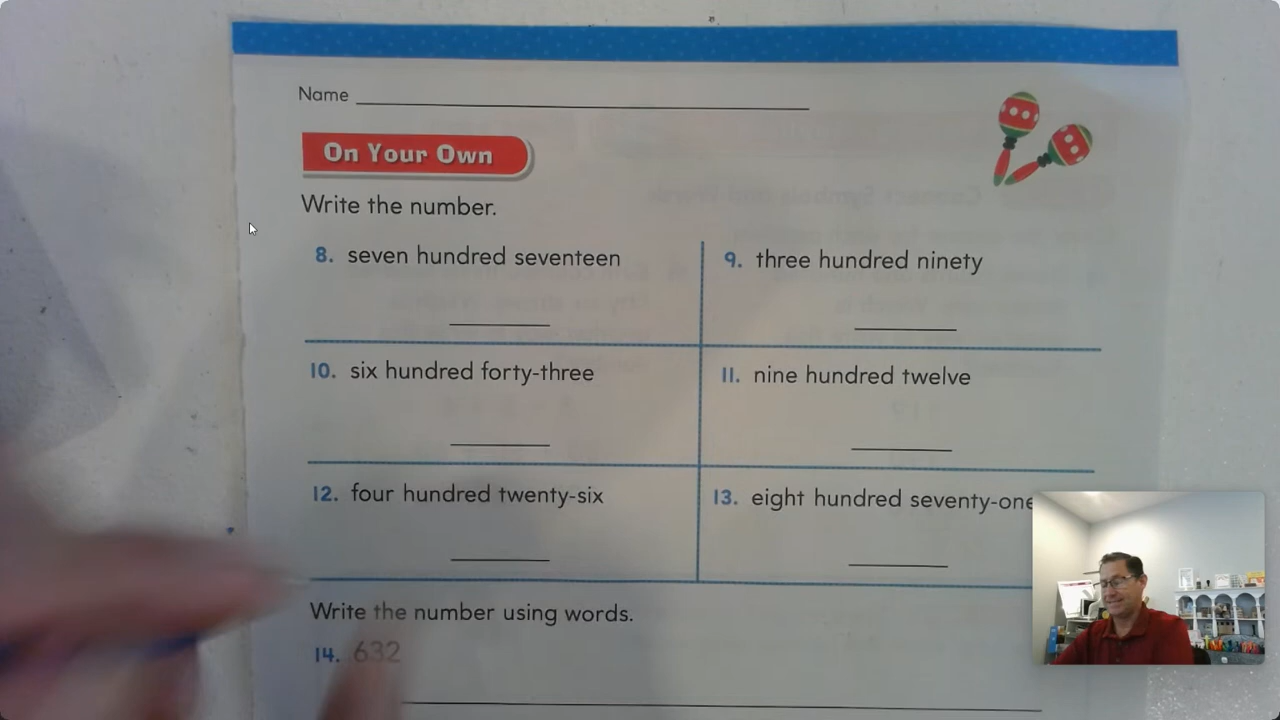 Name
On Your Own
Write the number.
8. seven hundred seventeen
9. three hundred ninety
10. six hundred forty-three
11. nine hundred twelve
12. four hundred twenty-six
13. eight hundred seventy-one
Write the number using words.
14. 632